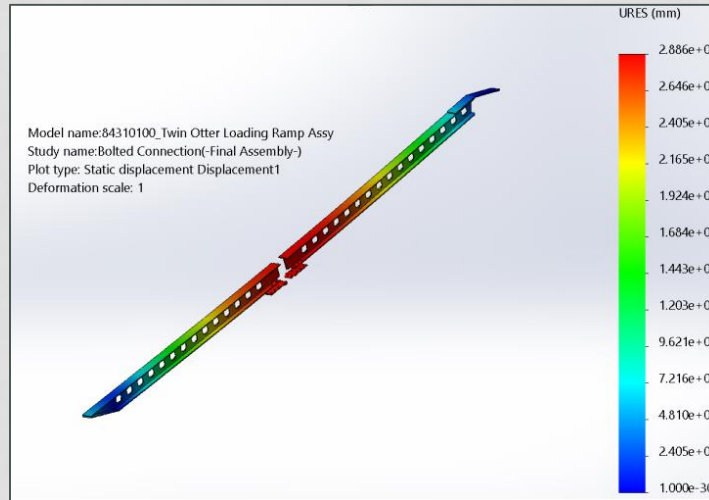 URES (mm)
Model name:84310100_Twin Otter Loading Ramp Assy
Study name:Bolted Connection(-Final Assembly-)
Plot type: Static displacement Displacement1
Deformation scale: 1
2.886e+0
2.646e+0
2.405e+0
2.165e+0
1.924e+0
1.684e+0
1.443e+0
1.203e+0
9.621e+0
7.216e+0
4.810e+0
2.405e+0
1.000e-30